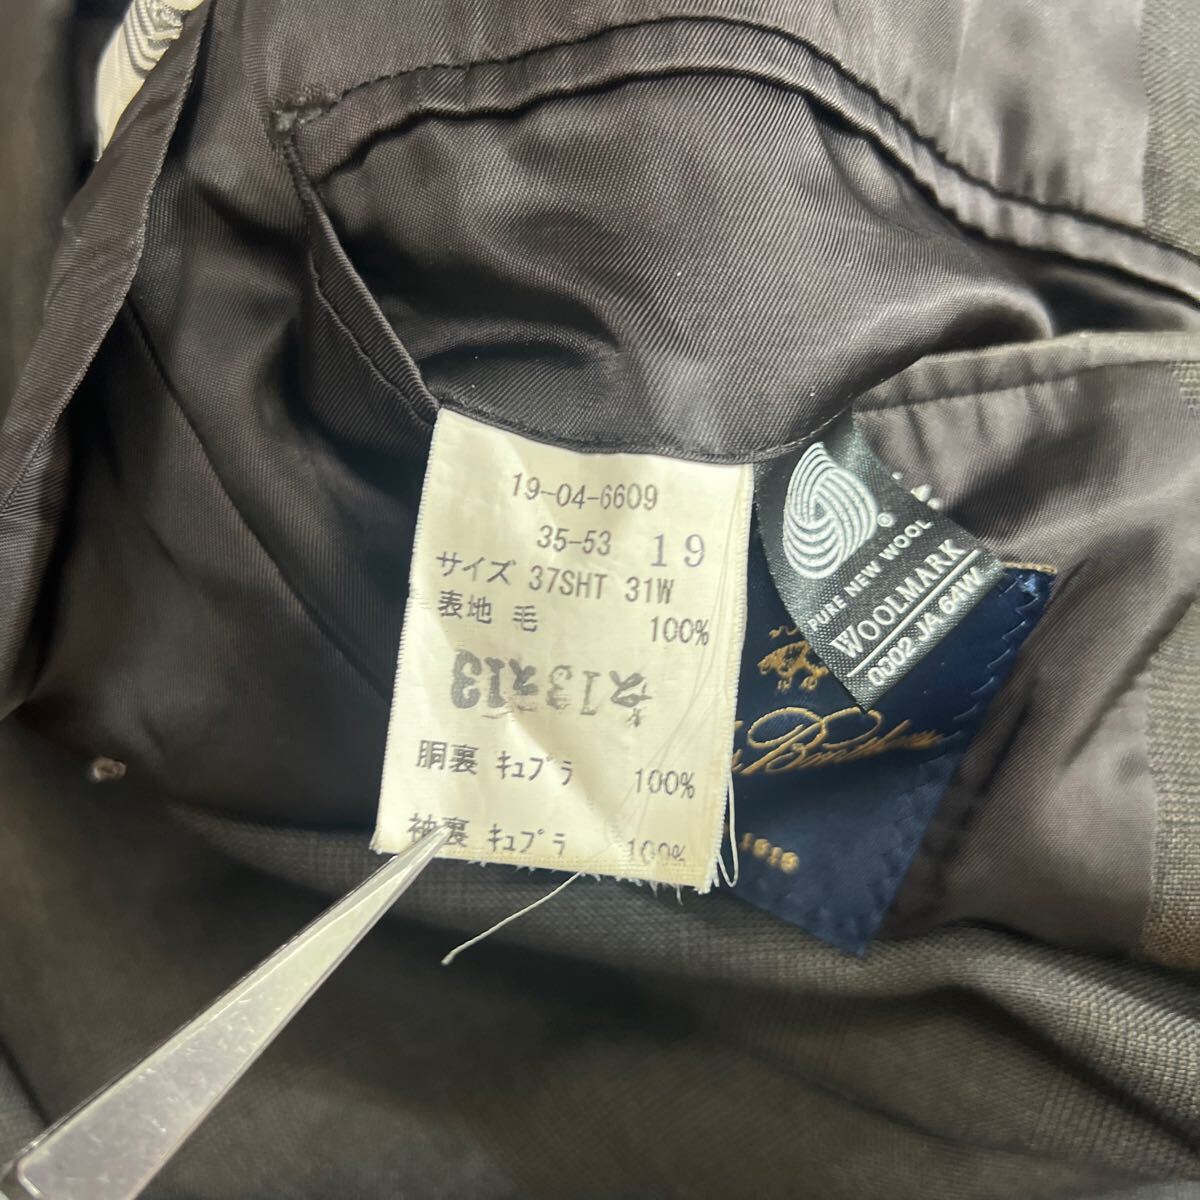 19-04-6609
35-53 19
サイズ 37SHT 31W
表地 毛 100%
胴裏 ｷｭﾌﾟﾗ 100%
袖裏 ｷｭﾌﾟﾗ 100%
PURE NEW WOOL
WOOLMARK
0302 JA 64W
Brothers